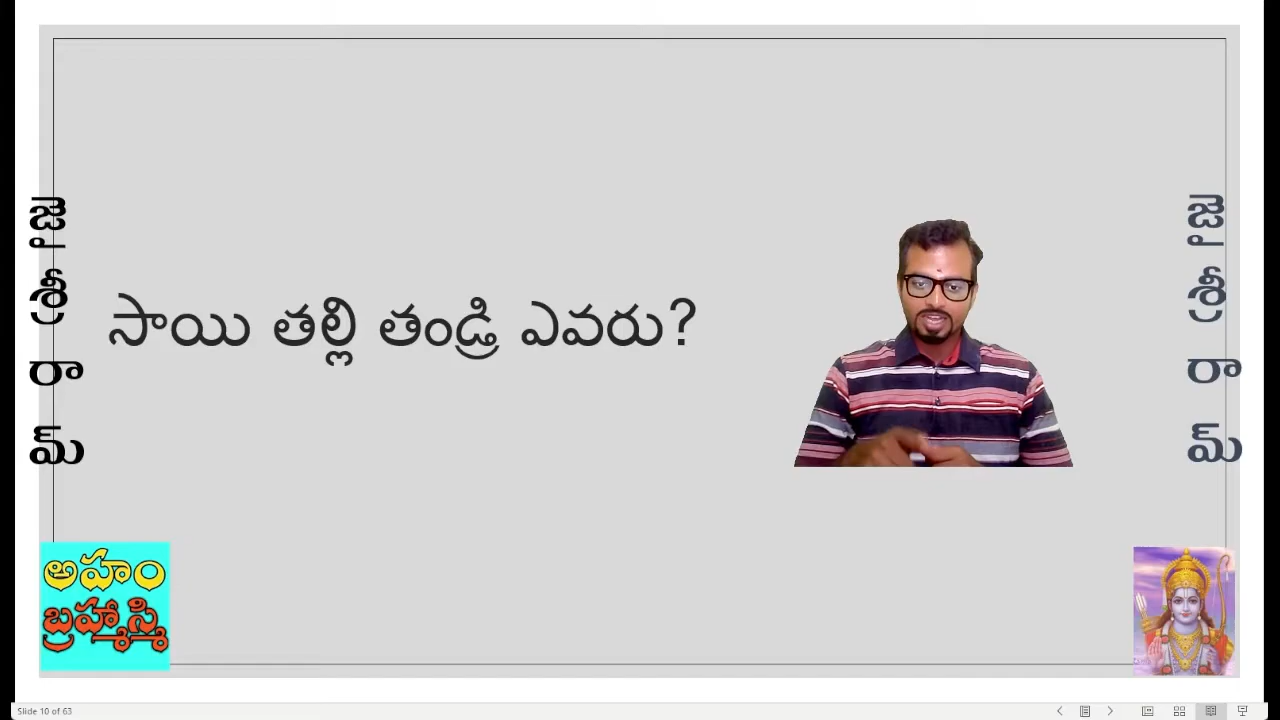 జై
శ్రీ
రా
మ్
సాయి తల్లి తండ్రి ఎవరు?
జై
శ్రీ
రా
మ్
అహం
బ్రహ్మాస్మి
Slide 10 of 63